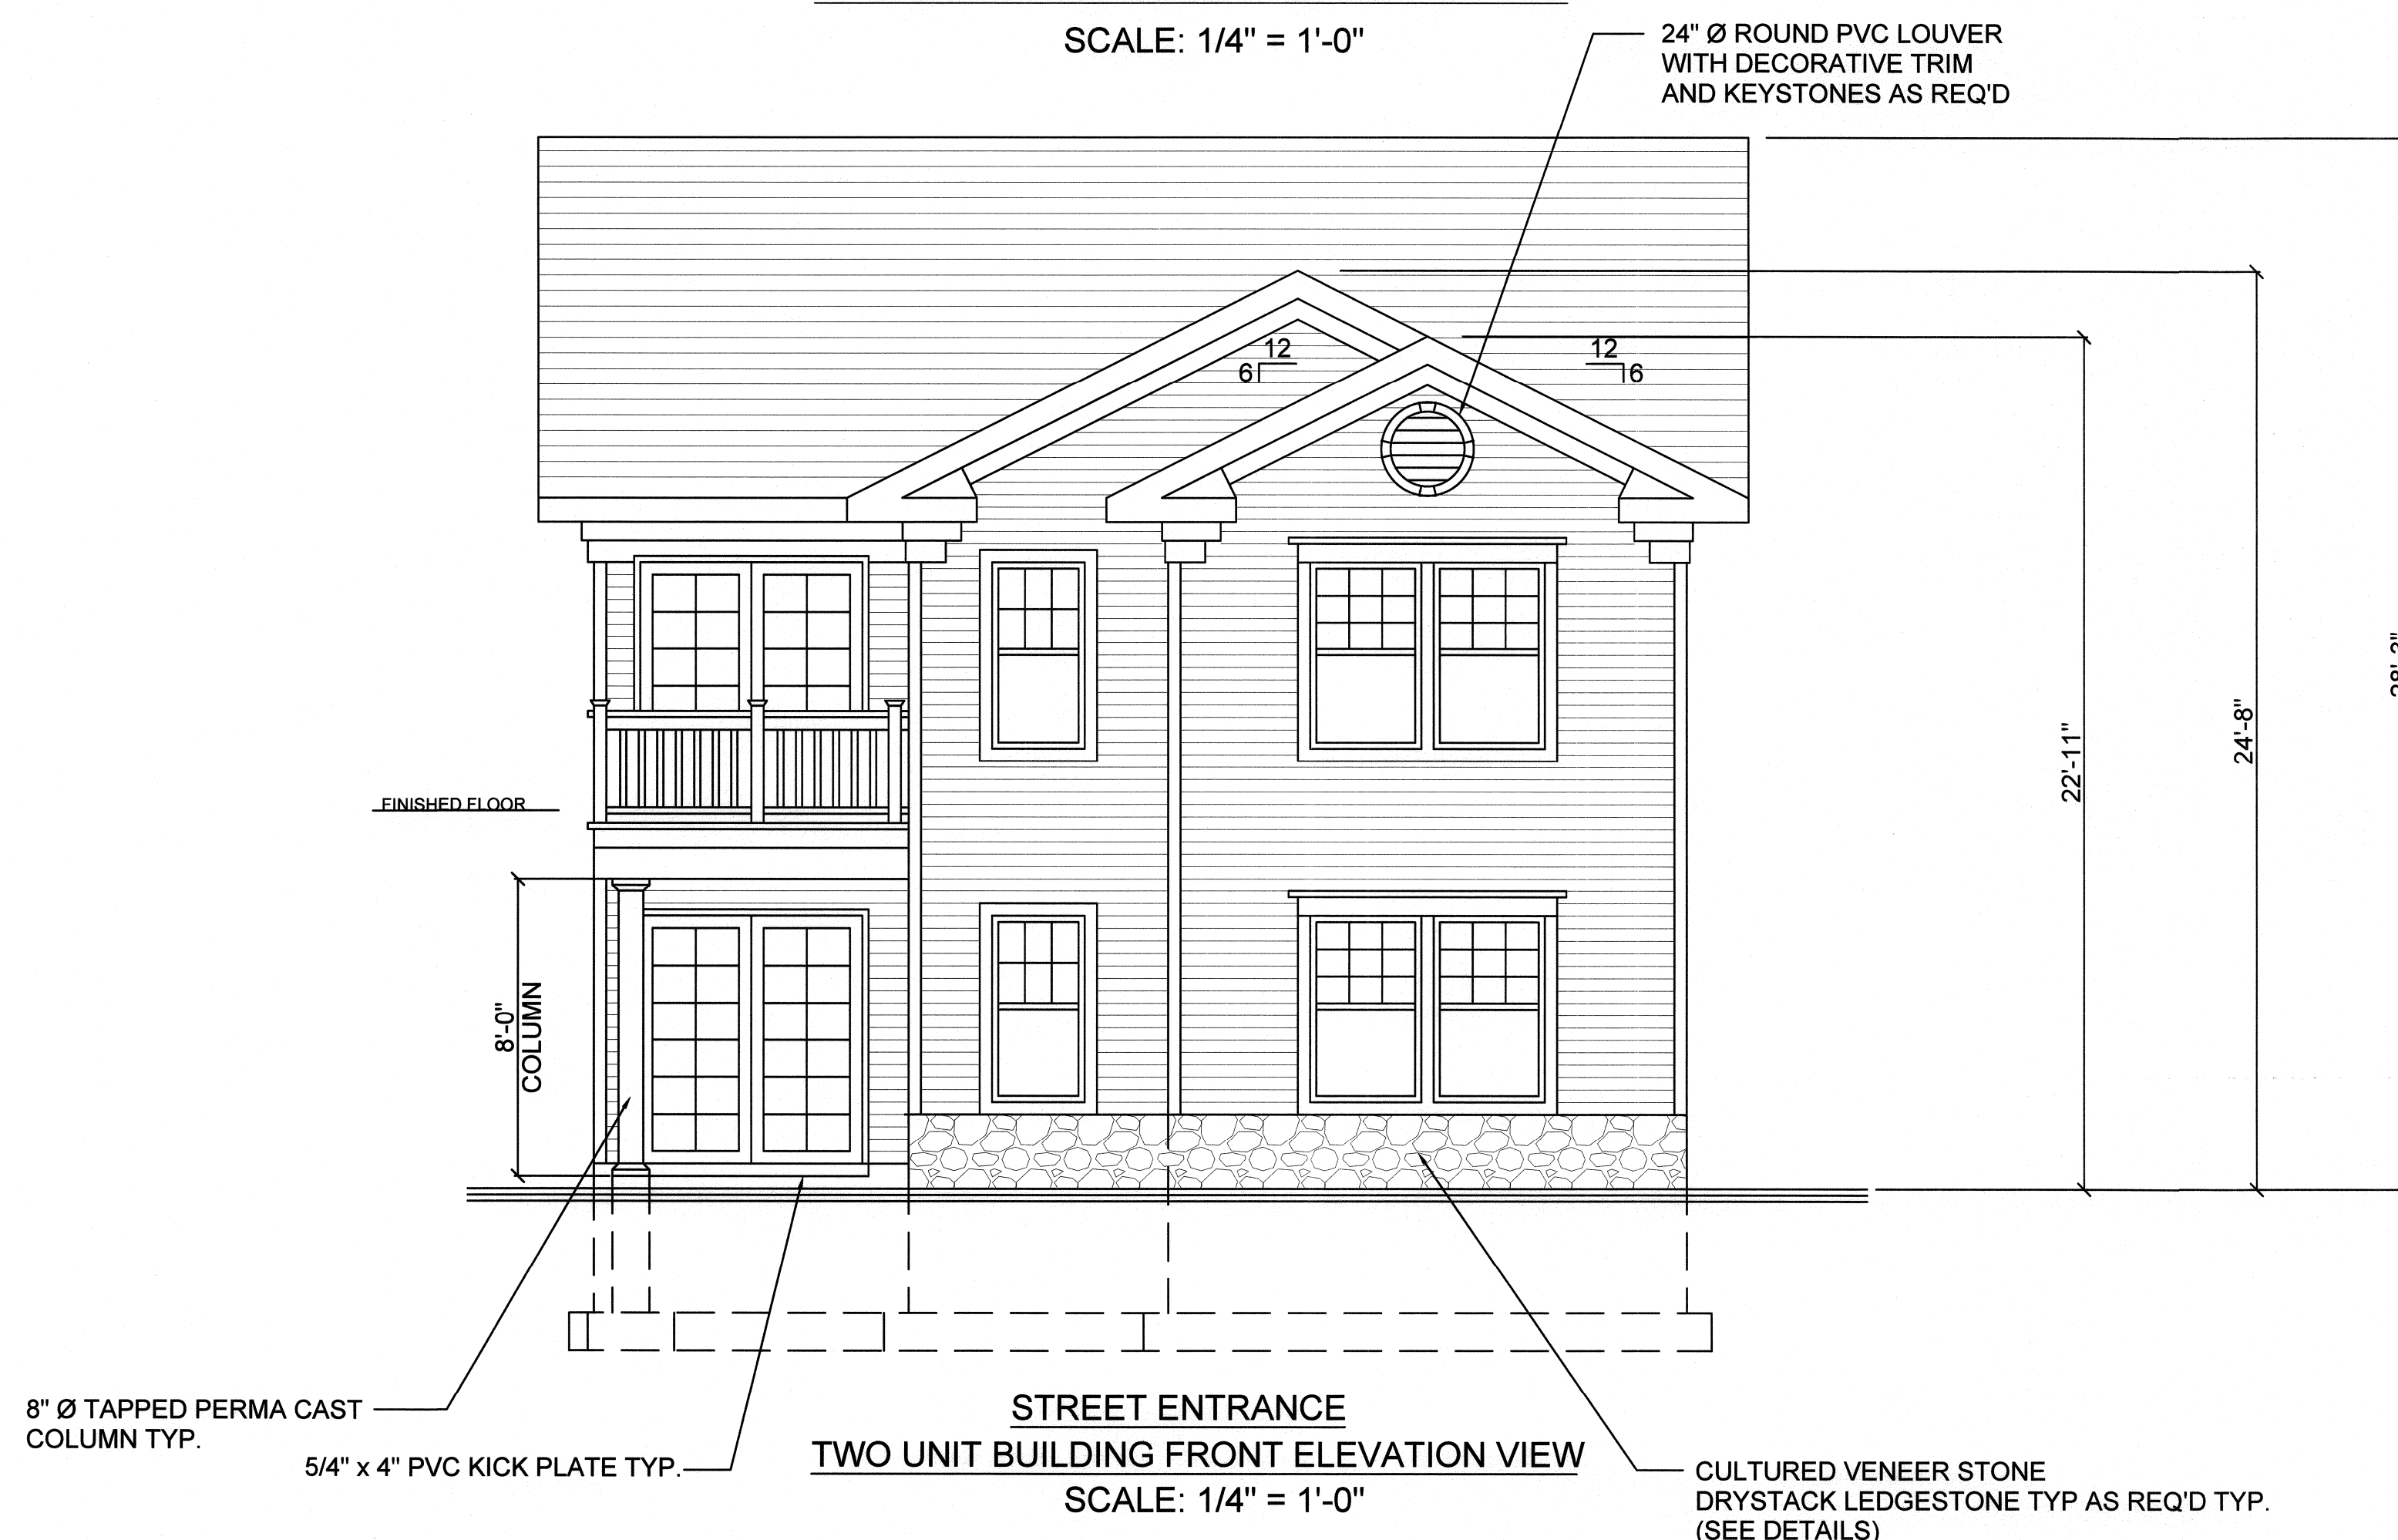 SCALE: 1/4" = 1'-0"
24" Ø ROUND PVC LOUVER
WITH DECORATIVE TRIM
AND KEYSTONES AS REQ'D
12
6
12
6
FINISHED FLOOR
8'-0"
COLUMN
22'-11"
24'-8"
8" Ø TAPPED PERMA CAST
COLUMN TYP.
5/4" x 4" PVC KICK PLATE TYP.
STREET ENTRANCE
TWO UNIT BUILDING FRONT ELEVATION VIEW
SCALE: 1/4" = 1'-0"
CULTURED VENEER STONE
DRYSTACK LEDGESTONE TYP AS REQ'D TYP.
(SEE DETAILS)